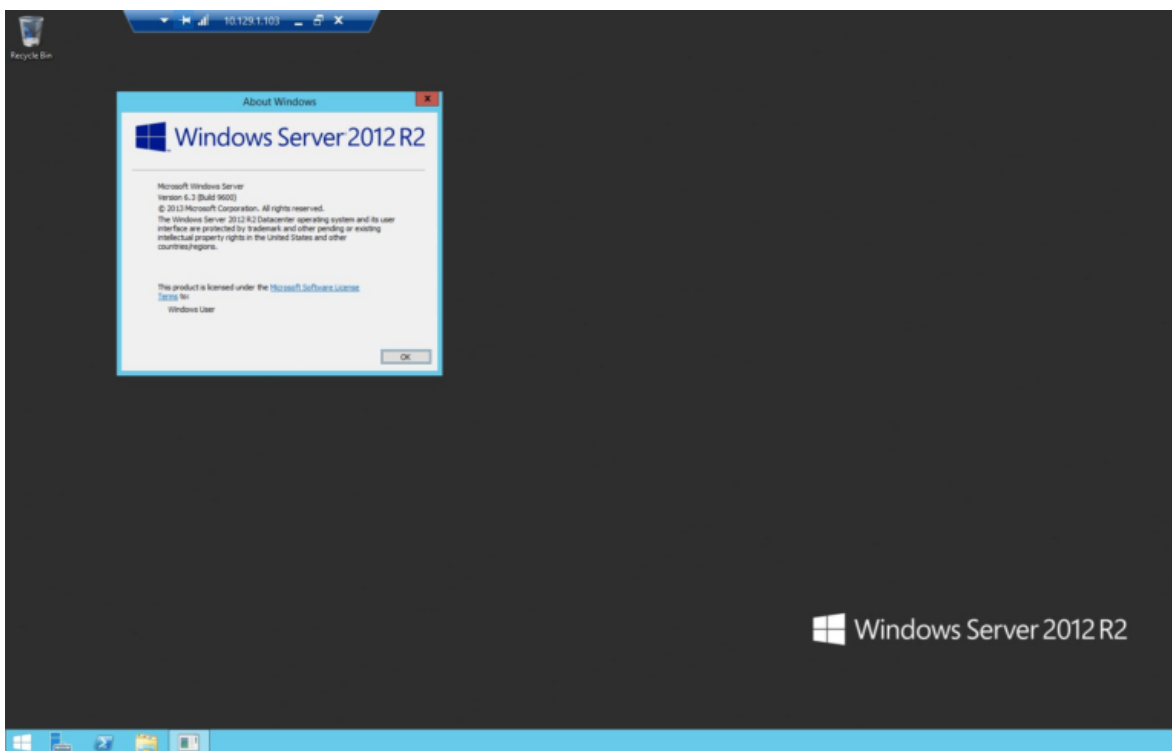 10.129.1.103
Recycle Bin
About Windows
Windows Server 2012 R2
Microsoft Windows Server
Version 6.3 (Build 9600)
© 2013 Microsoft Corporation. All rights reserved.
The Windows Server 2012 R2 Datacenter operating system and its user
interface are protected by trademark and other pending or existing
intellectual property rights in the United States and other
countries/regions.
This product is licensed under the Microsoft Software License
Terms to:
Windows User
OK
Windows Server 2012 R2